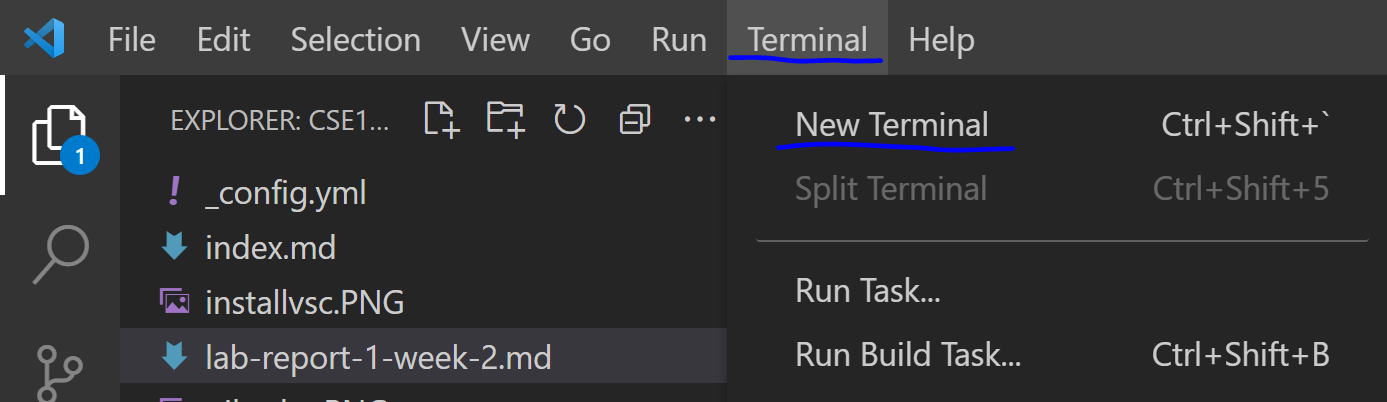 File Edit Selection View Go Run Terminal Help
EXPLORER: CSE1...
New Terminal Ctrl+Shift+`
1
Split Terminal Ctrl+Shift+5
_config.yml
index.md
installvsc.PNG
Run Task...
lab-report-1-week-2.md
Run Build Task... Ctrl+Shift+B